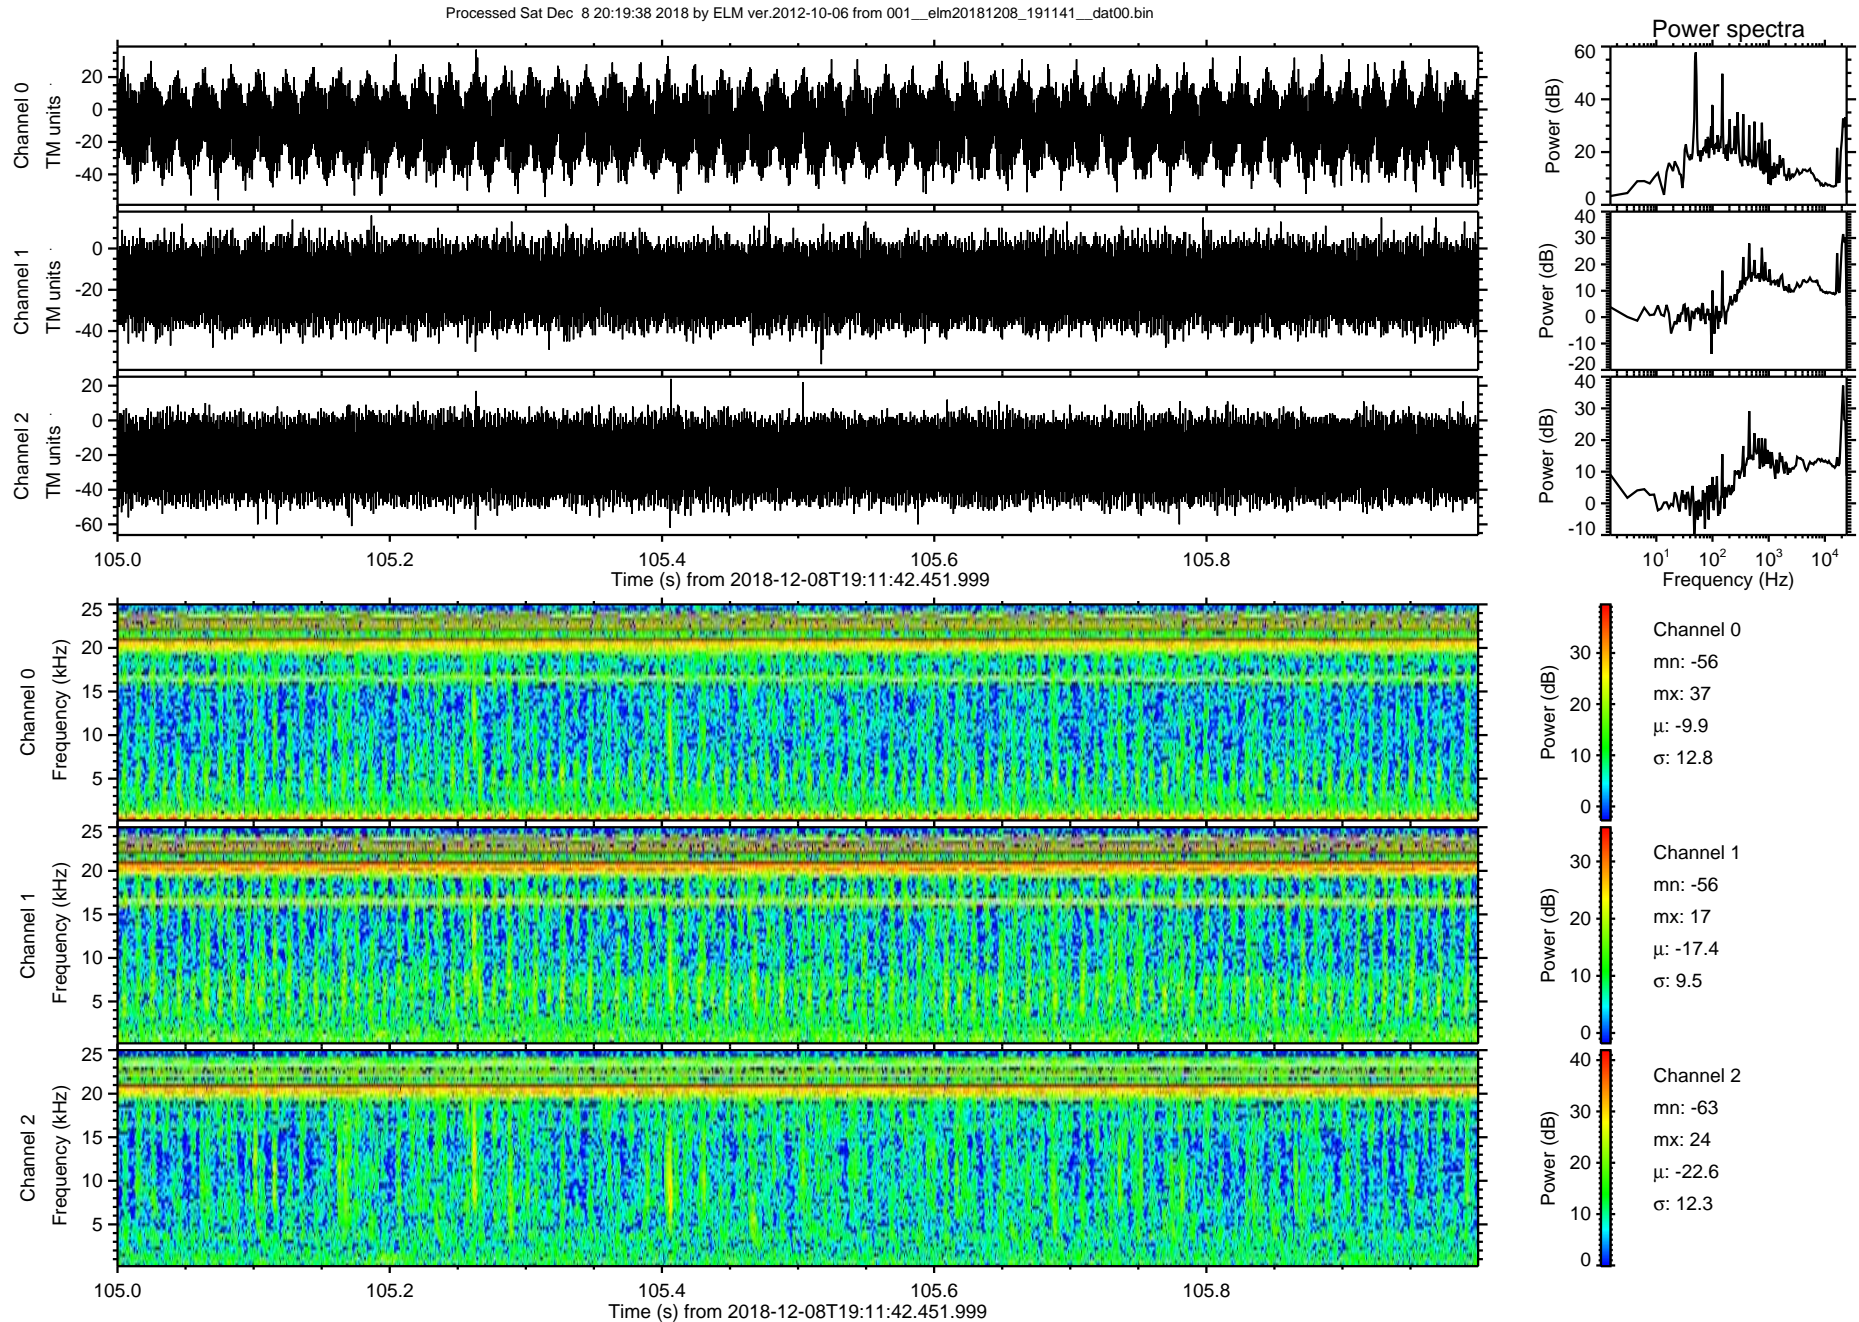 Processed Sat Dec  8 20:19:38 2018 by ELM ver.2012-10-06 from 001__elm20181208_191141__dat00.bin
Power spectra
Channel 0
TM units
20
0
-20
-40
Power (dB)
60
40
20
0
Channel 1
TM units
0
-20
-40
Power (dB)
40
30
20
10
0
-10
-20
Channel 2
TM units
20
0
-20
-40
-60
Power (dB)
40
30
20
10
0
-10
105.0 105.2 105.4 105.6 105.8
Time (s) from 2018-12-08T19:11:42.451.999
10^1 10^2 10^3 10^4
Frequency (Hz)
Channel 0
Frequency (kHz)
25
20
15
10
5
Power (dB)
30
20
10
0
Channel 0
mn: -56
mx: 37
μ: -9.9
σ: 12.8
Channel 1
Frequency (kHz)
25
20
15
10
5
Power (dB)
30
20
10
0
Channel 1
mn: -56
mx: 17
μ: -17.4
σ: 9.5
Channel 2
Frequency (kHz)
25
20
15
10
5
Power (dB)
40
30
20
10
0
Channel 2
mn: -63
mx: 24
μ: -22.6
σ: 12.3
105.0 105.2 105.4 105.6 105.8
Time (s) from 2018-12-08T19:11:42.451.999